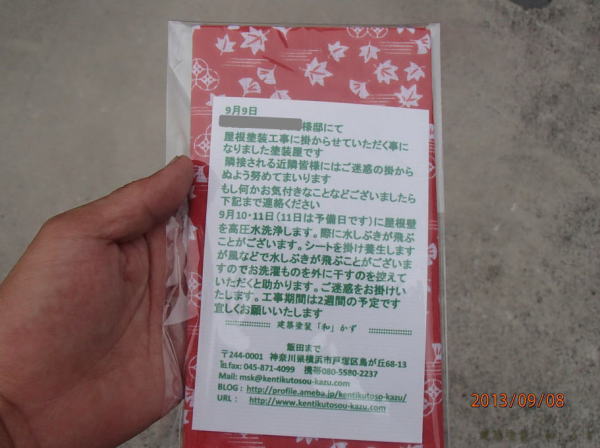 9月9日
様邸にて
屋根塗装工事に掛からせていただく事に
なりました塗装屋です
隣接される近隣皆様にはご迷惑の掛から
ぬよう努めてまいります
もし何かお気付きなことなどございましたら
下記まで連絡ください
9月10・11日(11日は予備日です)に屋根壁
を高圧水洗浄します。際に水しぶきが飛ぶ
ことがございます。シートを掛け養生します
が風などで水しぶきが飛ぶことがございま
すのでお洗濯ものを外に干すのを控えて
いただくと助かります。ご迷惑をお掛けい
たします。工事期間は2週間の予定です
宜しくお願いいたします
建築塗装「和」かず
飯田まで
〒244-0001 神奈川県横浜市戸塚区鳥が丘68-13
℡fax: 045-871-4099 携帯080-5580-2237
Mail: msk@kentikutosou-kazu.com
BLOG : http://profile.ameba.jp/kentikutoso-kazu/
URL : http://www.kentikutosou-kazu.com
2013/09/08